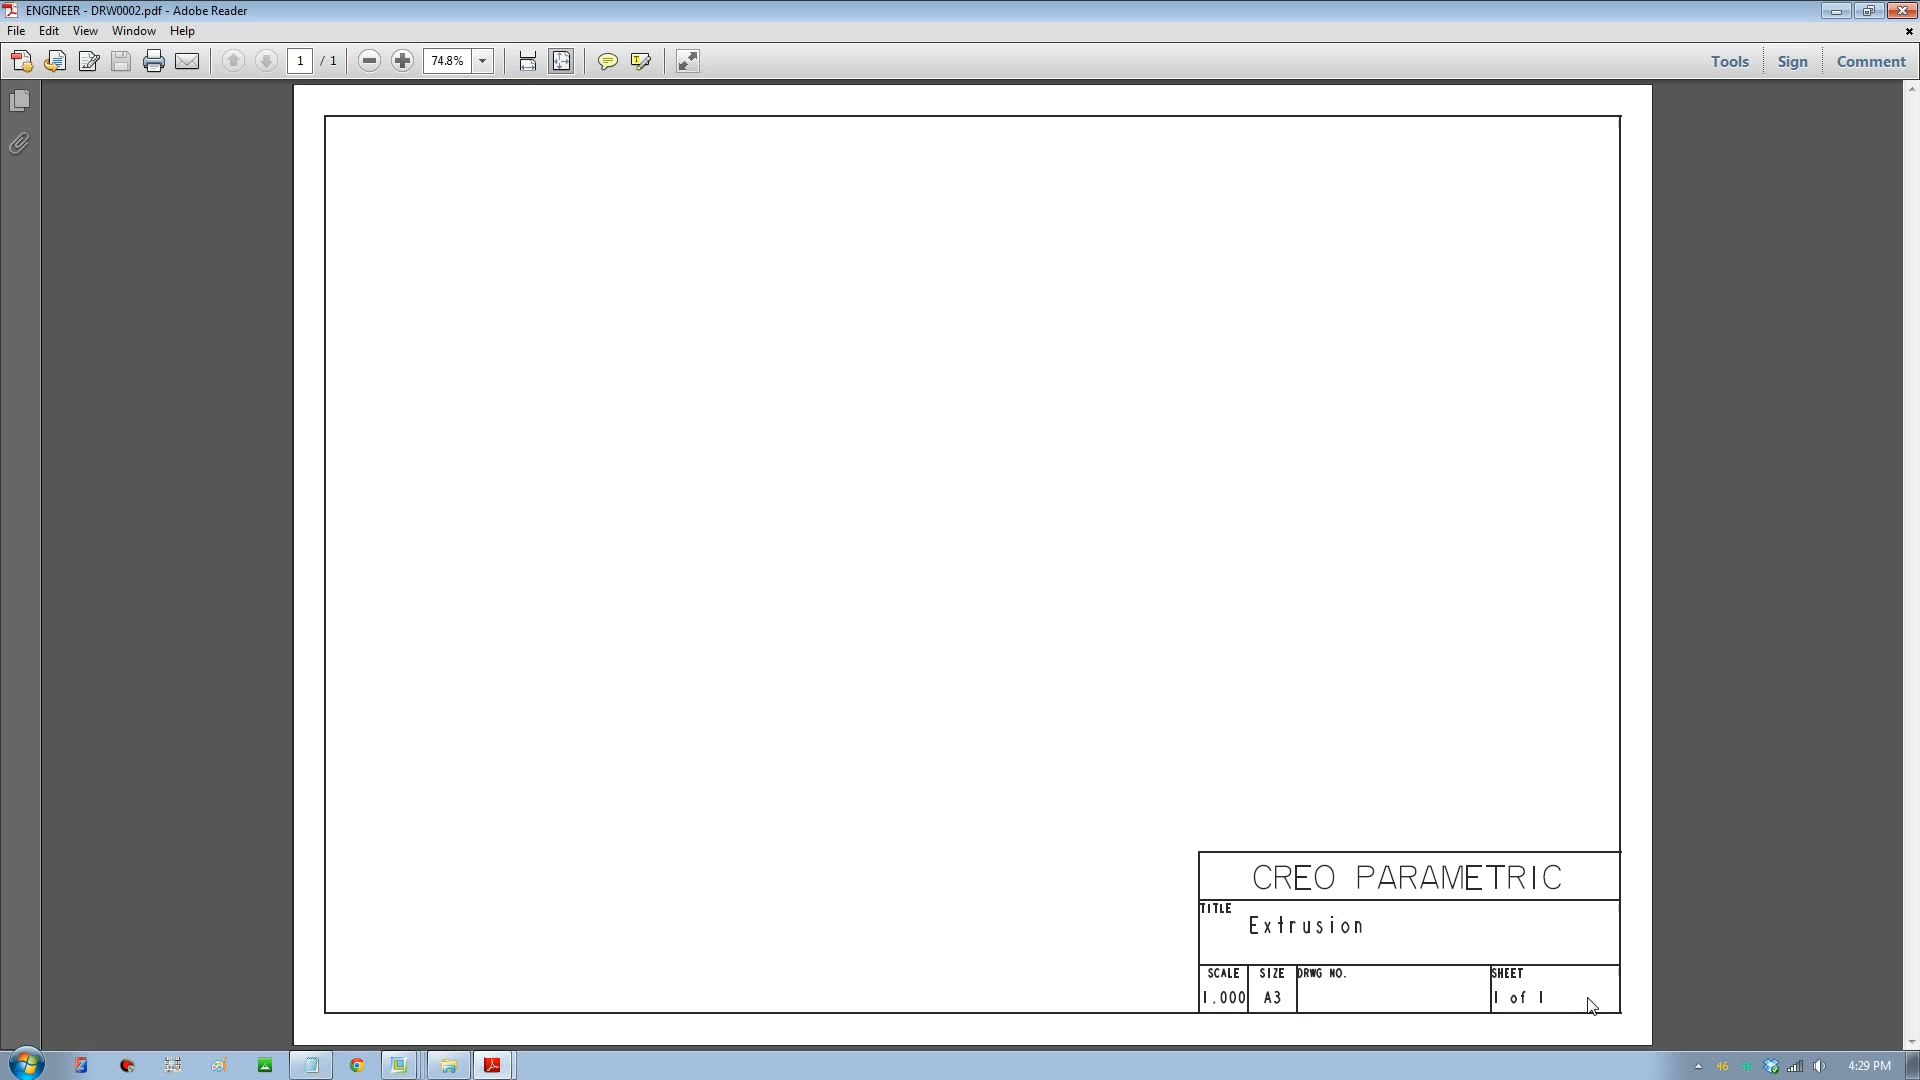 ENGINEER - DRW0002.pdf - Adobe Reader
File Edit View Window Help
1 / 1 74.8% Tools Sign Comment
CREO PARAMETRIC
TITLE
Extrusion
SCALE SIZE DRWG NO. SHEET
1.000 A3 1 of 1
46 4:29 PM